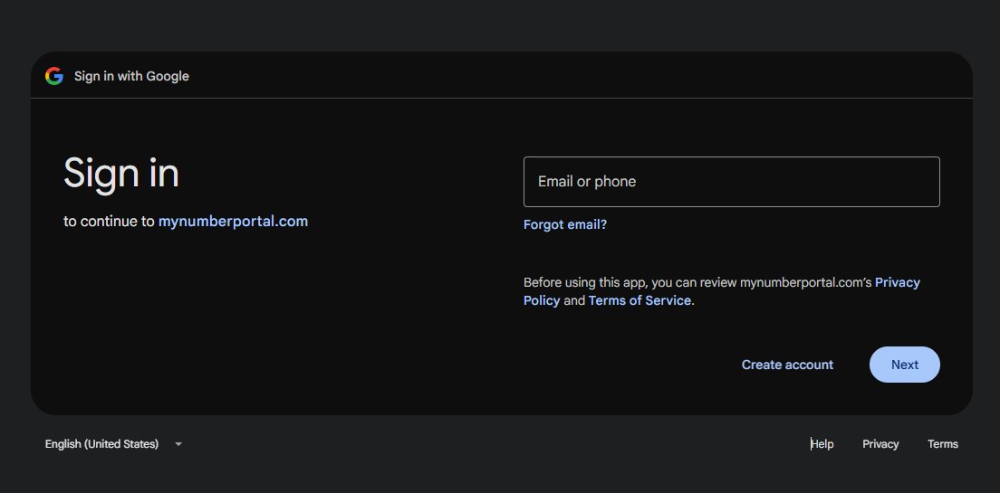 Sign in with Google
Sign in
to continue to mynumberportal.com
Email or phone
Forgot email?
Before using this app, you can review mynumberportal.com's Privacy
Policy and Terms of Service.
Create account
Next
English (United States)
Help
Privacy
Terms